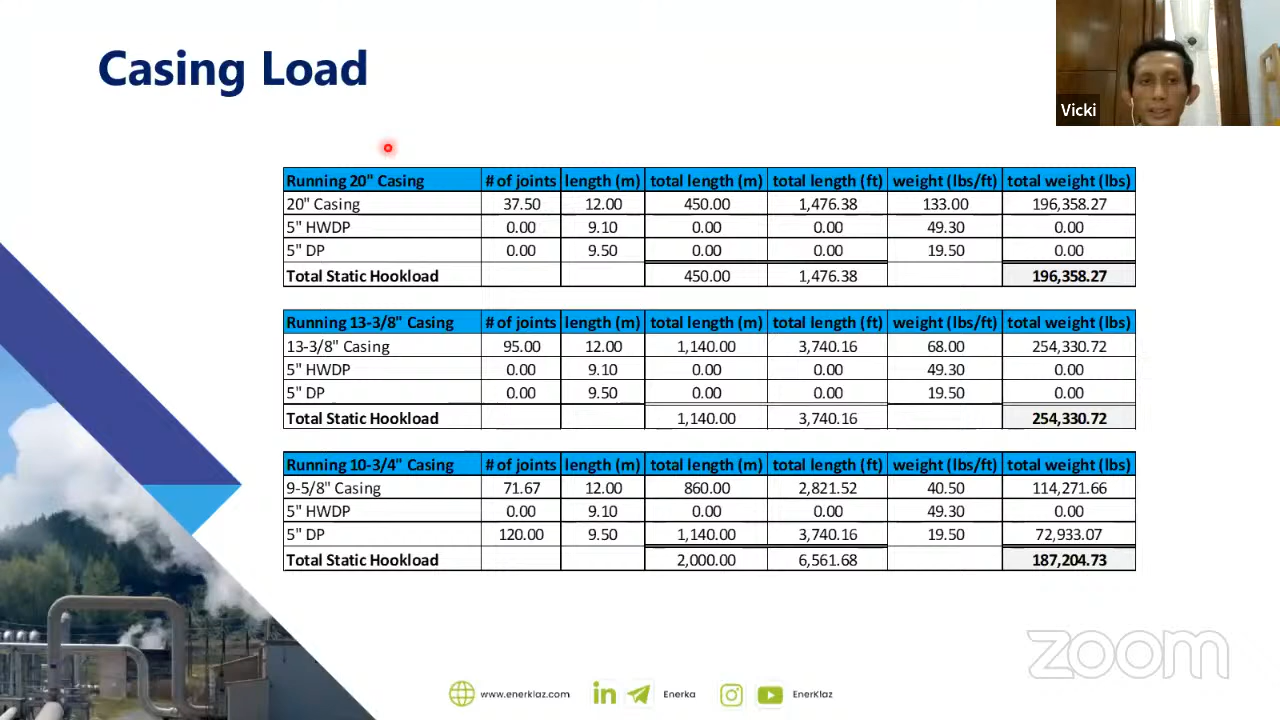 Casing Load
Vicki
Running 20" Casing # of joints length (m) total length (m) total length (ft) weight (lbs/ft) total weight (lbs)
20" Casing 37.50 12.00 450.00 1,476.38 133.00 196,358.27
5" HWDP 0.00 9.10 0.00 0.00 49.30 0.00
5" DP 0.00 9.50 0.00 0.00 19.50 0.00
Total Static Hookload 450.00 1,476.38 196,358.27
Running 13-3/8" Casing # of joints length (m) total length (m) total length (ft) weight (lbs/ft) total weight (lbs)
13-3/8" Casing 95.00 12.00 1,140.00 3,740.16 68.00 254,330.72
5" HWDP 0.00 9.10 0.00 0.00 49.30 0.00
5" DP 0.00 9.50 0.00 0.00 19.50 0.00
Total Static Hookload 1,140.00 3,740.16 254,330.72
Running 10-3/4" Casing # of joints length (m) total length (m) total length (ft) weight (lbs/ft) total weight (lbs)
9-5/8" Casing 71.67 12.00 860.00 2,821.52 40.50 114,271.66
5" HWDP 0.00 9.10 0.00 0.00 49.30 0.00
5" DP 120.00 9.50 1,140.00 3,740.16 19.50 72,933.07
Total Static Hookload 2,000.00 6,561.68 187,204.73
zoom
www.enerklaz.com in Enerka EnerKlaz